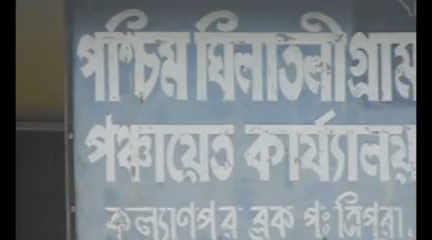 পশ্চিম ঘিলাতলী গ্রাম
পঞ্চায়েত কার্য্যালয়
কল্যাণপুর ব্লক পঃ ত্রিপুরা.